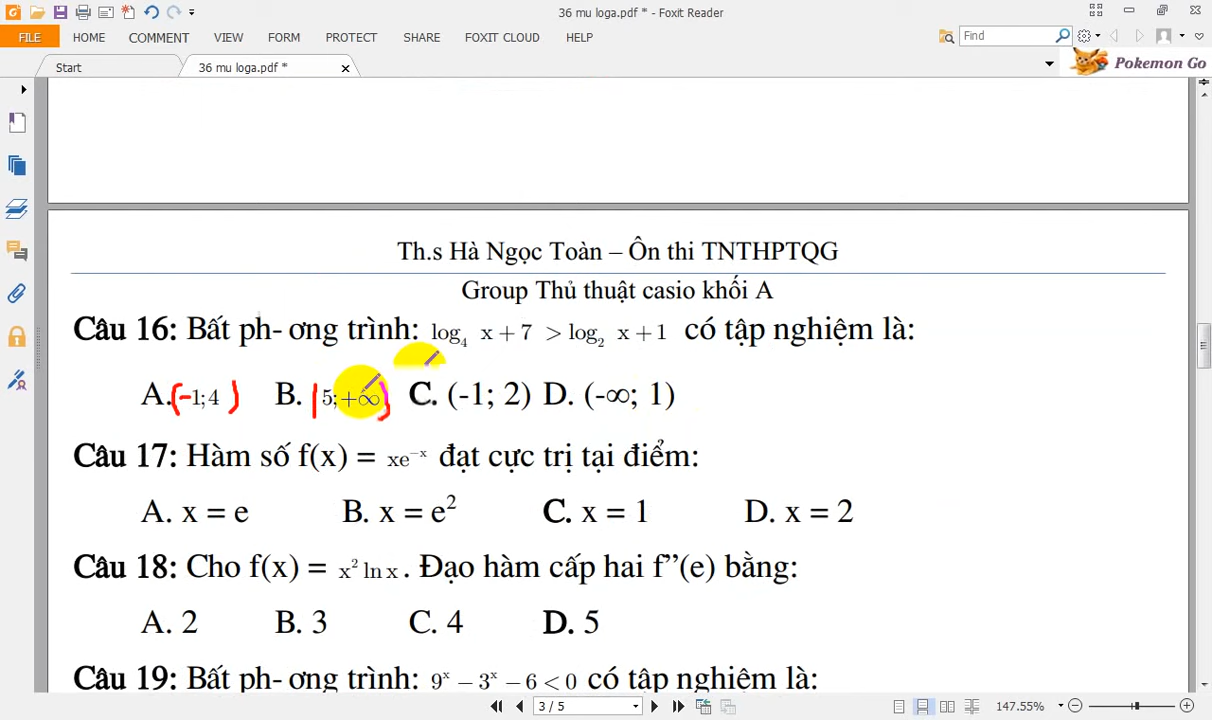 36 mu loga.pdf * - Foxit Reader
FILE HOME COMMENT VIEW FORM PROTECT SHARE FOXIT CLOUD HELP Find
Start 36 mu loga.pdf * Pokemon Go
Th.s Hà Ngọc Toàn – Ôn thi TNTHPTQG
Group Thủ thuật casio khối A
Câu 16: Bất ph- ơng trình: log₄ x + 7 > log₂ x + 1 có tập nghiệm là:
A. (-1; 4) B. |5; +∞) C. (-1; 2) D. (-∞; 1)
Câu 17: Hàm số f(x) = xe⁻ˣ đạt cực trị tại điểm:
A. x = e B. x = e² C. x = 1 D. x = 2
Câu 18: Cho f(x) = x² ln x. Đạo hàm cấp hai f”(e) bằng:
A. 2 B. 3 C. 4 D. 5
Câu 19: Bất ph- ơng trình: 9ˣ − 3ˣ − 6 < 0 có tập nghiệm là:
3 / 5 147.55%